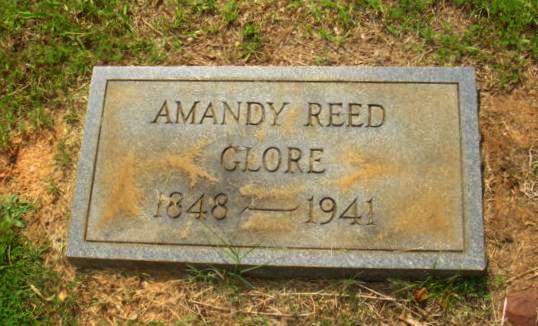 AMANDY REED
GLORE
1848 — 1941